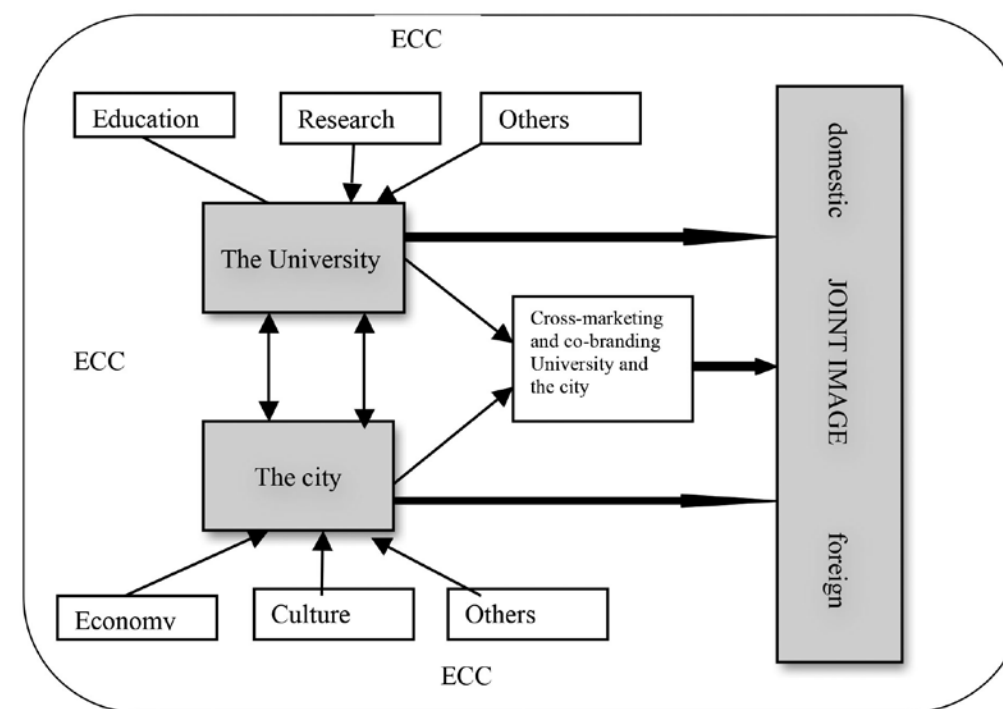 ECC
Education
Research
Others
The University
domestic
JOINT IMAGE
foreign
Cross-marketing
and co-branding
University and
the city
ECC
The city
Economv
Culture
Others
ECC